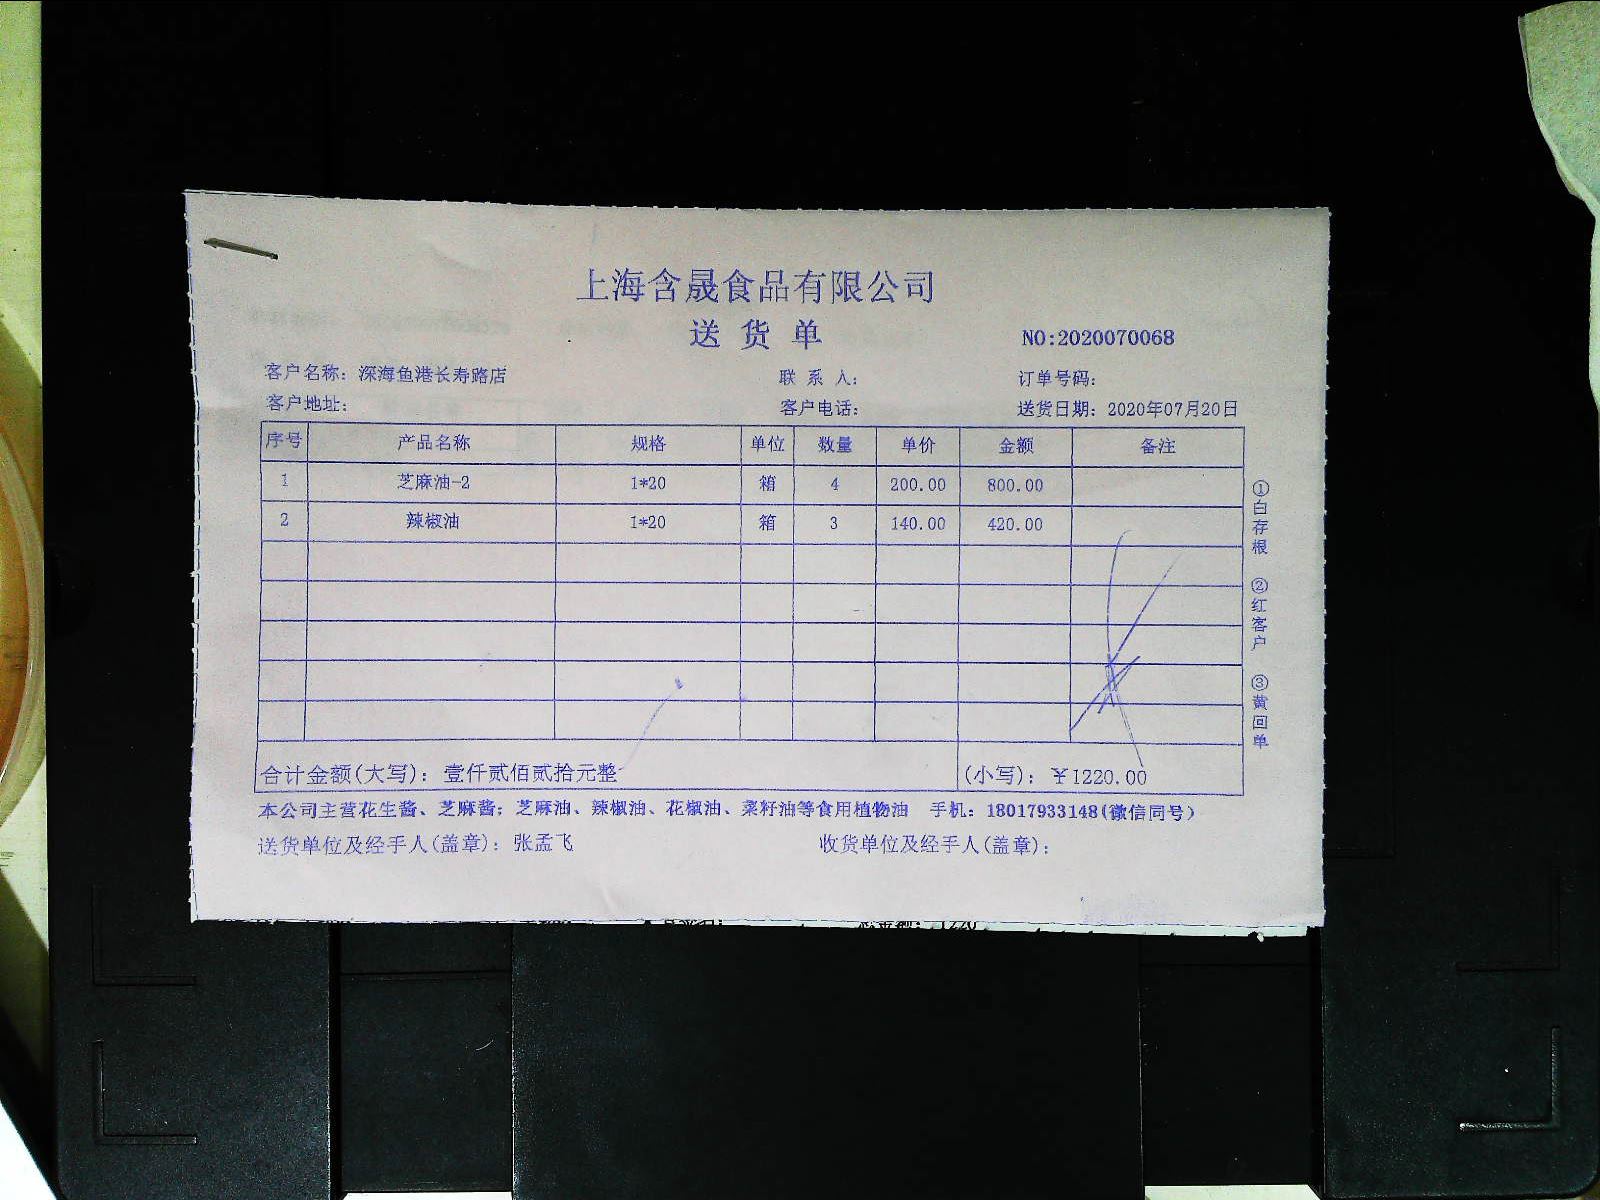 上海含晟食品有限公司
送货单
NO:2020070068
客户名称：深海鱼港长寿路店 联系人： 订单号码：
客户地址： 客户电话： 送货日期：2020年07月20日
序号 产品名称 规格 单位 数量 单价 金额 备注
1 芝麻油-2 1*20 箱 4 200.00 800.00
2 辣椒油 1*20 箱 3 140.00 420.00
合计金额(大写)：壹仟贰佰贰拾元整 (小写)：￥1220.00
本公司主营花生酱、芝麻酱；芝麻油、辣椒油、花椒油、菜籽油等食用植物油 手机：18017933148(微信同号)
送货单位及经手人(盖章)：张孟飞 收货单位及经手人(盖章)：
①白存根 ②红客户 ③黄回单